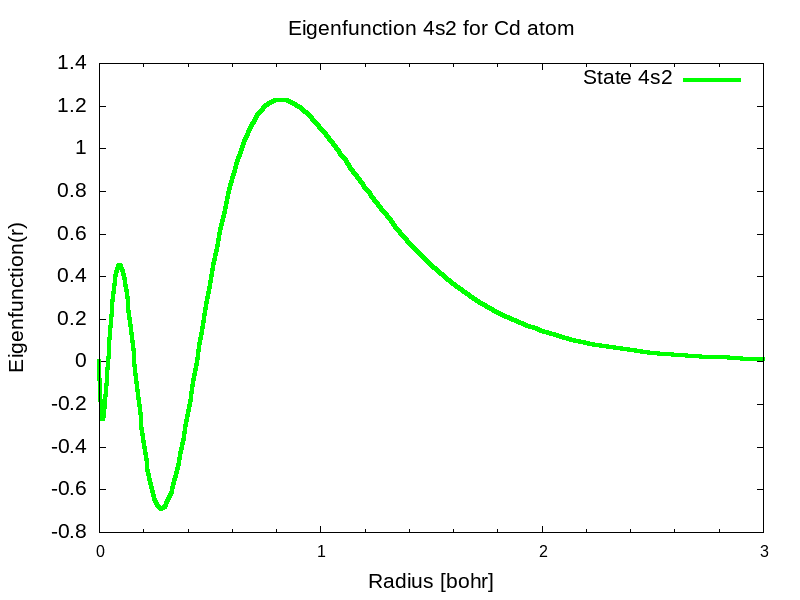 Eigenfunction 4s2 for Cd atom
State 4s2
1.4
1.2
1
0.8
0.6
0.4
0.2
0
-0.2
-0.4
-0.6
-0.8
Eigenfunction(r)
0 1 2 3
Radius [bohr]